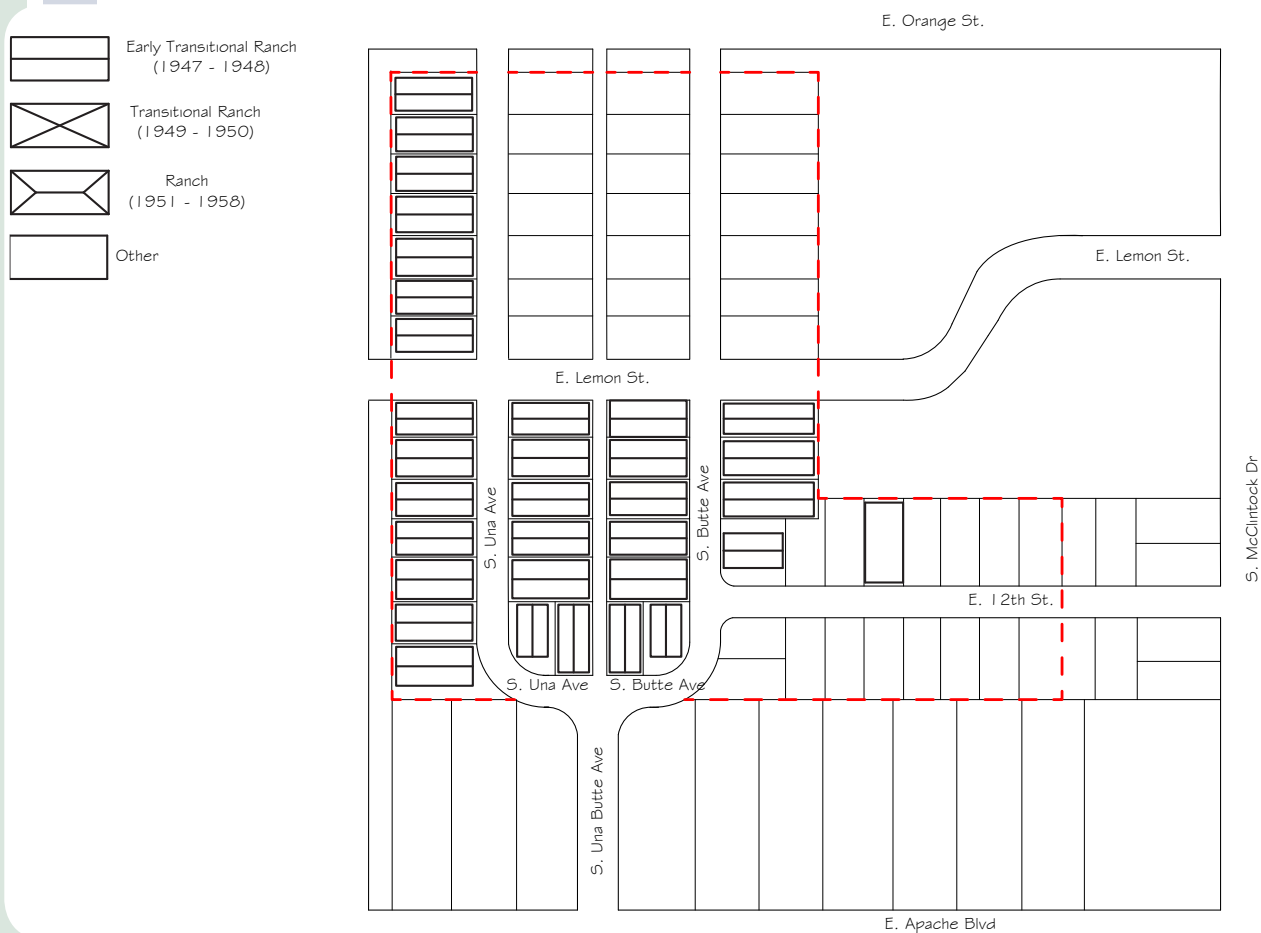 Early Transitional Ranch
(1947 - 1948)
Transitional Ranch
(1949 - 1950)
Ranch
(1951 - 1958)
Other
E. Orange St.
E. Lemon St.
E. Lemon St.
S. Una Ave
S. Butte Ave
S. McClintock Dr
E. 12th St.
S. Una Ave
S. Butte Ave
S. Una Butte Ave
E. Apache Blvd